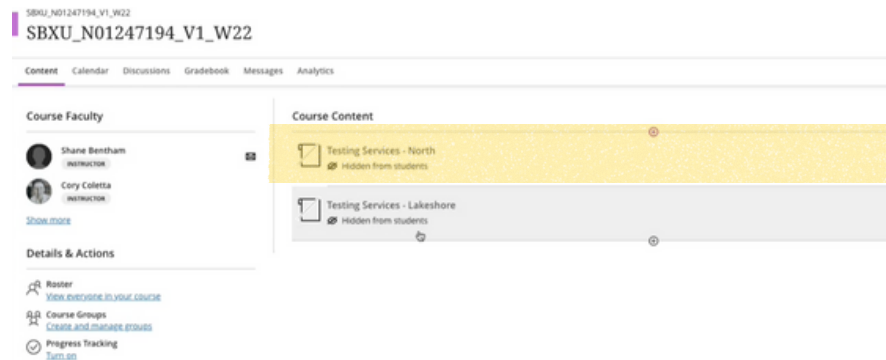 SBXU_N01247194_V1_W22
SBXU_N01247194_V1_W22
Content Calendar Discussions Gradebook Messages Analytics
Course Faculty
Shane Bentham
INSTRUCTOR
Cory Coletta
INSTRUCTOR
Show more
Details & Actions
Roster
View everyone in your course
Course Groups
Create and manage groups
Progress Tracking
Turn on
Course Content
Testing Services - North
Hidden from students
Testing Services - Lakeshore
Hidden from students